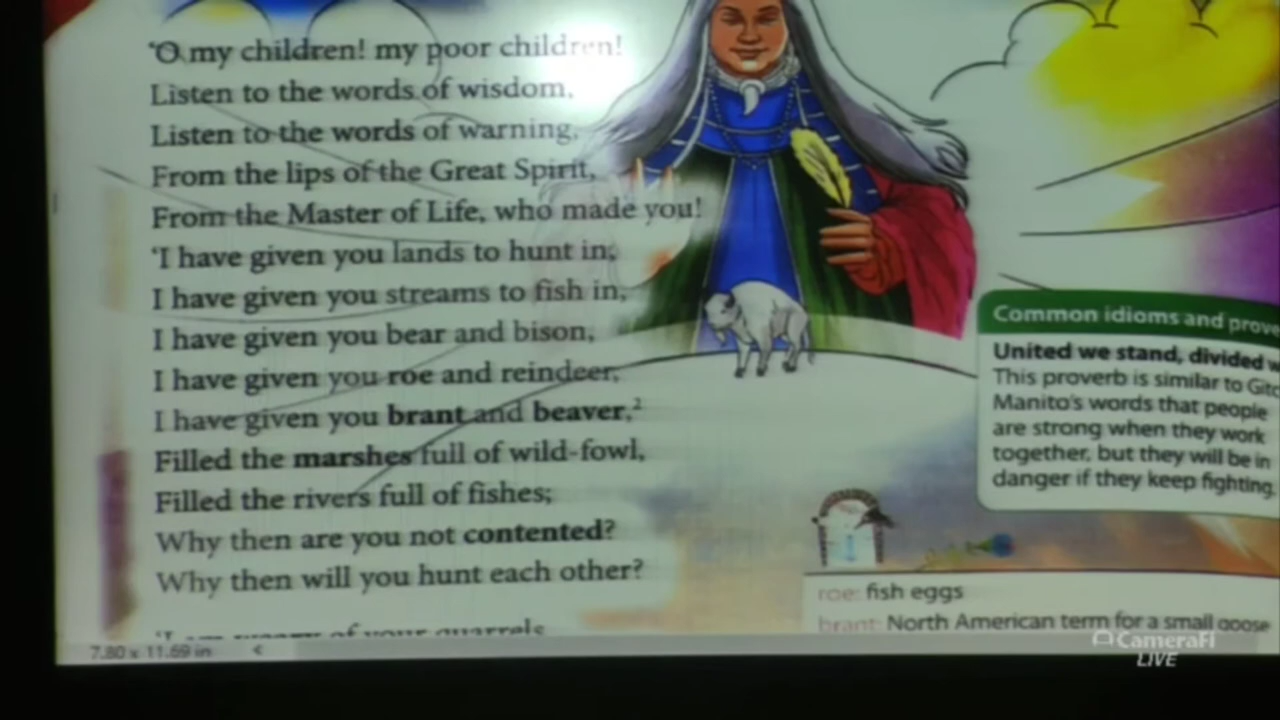 'O my children! my poor children!
Listen to the words of wisdom,
Listen to the words of warning,
From the lips of the Great Spirit,
From the Master of Life, who made you!
'I have given you lands to hunt in;
I have given you streams to fish in,
I have given you bear and bison,
I have given you roe and reindeer,
I have given you brant and beaver,²
Filled the marshes full of wild-fowl,
Filled the rivers full of fishes;
Why then are you not contented?
Why then will you hunt each other?
of your quarrels
Common idioms and prove
United we stand, divided w
This proverb is similar to Gitc
Manito's words that people
are strong when they work
together, but they will be in
danger if they keep fighting.
roe: fish eggs
brant: North American term for a small goose
7.80 x 11.69 in <
CameraFi
LIVE